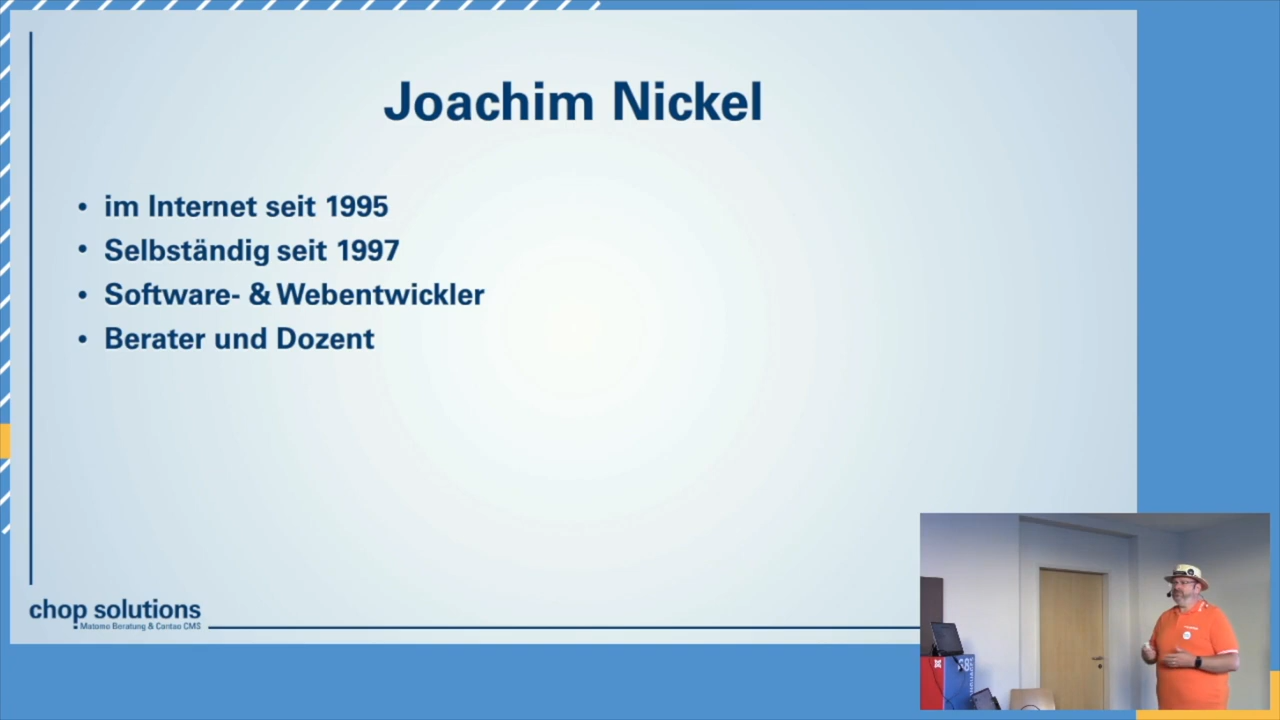 Joachim Nickel
• im Internet seit 1995
• Selbständig seit 1997
• Software- & Webentwickler
• Berater und Dozent
chop solutions
Matomo Beratung & Contao CMS